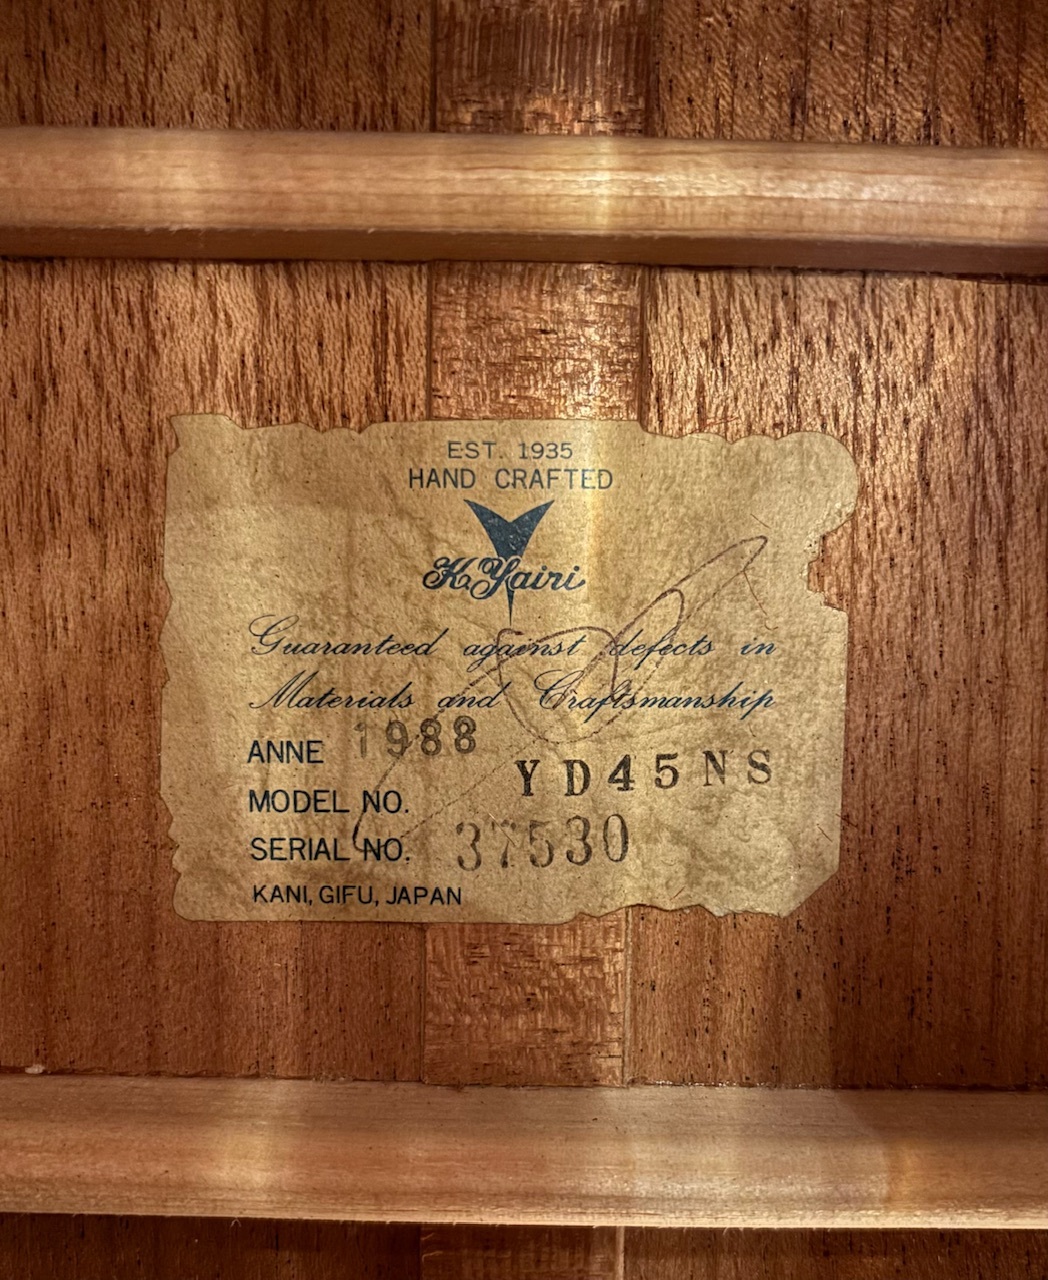 EST. 1935
HAND CRAFTED
K.Yairi
Guaranteed against defects in
Materials and Craftsmanship
ANNE 1988
MODEL NO. YD45NS
SERIAL NO. 37530
KANI, GIFU, JAPAN